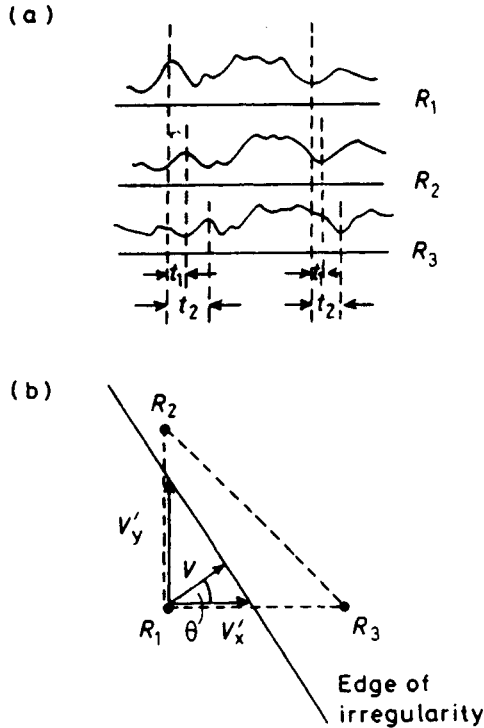 (a)
R₁
R₂
R₃
t₁ t₁
t₂ t₂
(b)
R₂
V′y
V
R₁ θ V′x R₃
Edge of
irregularity